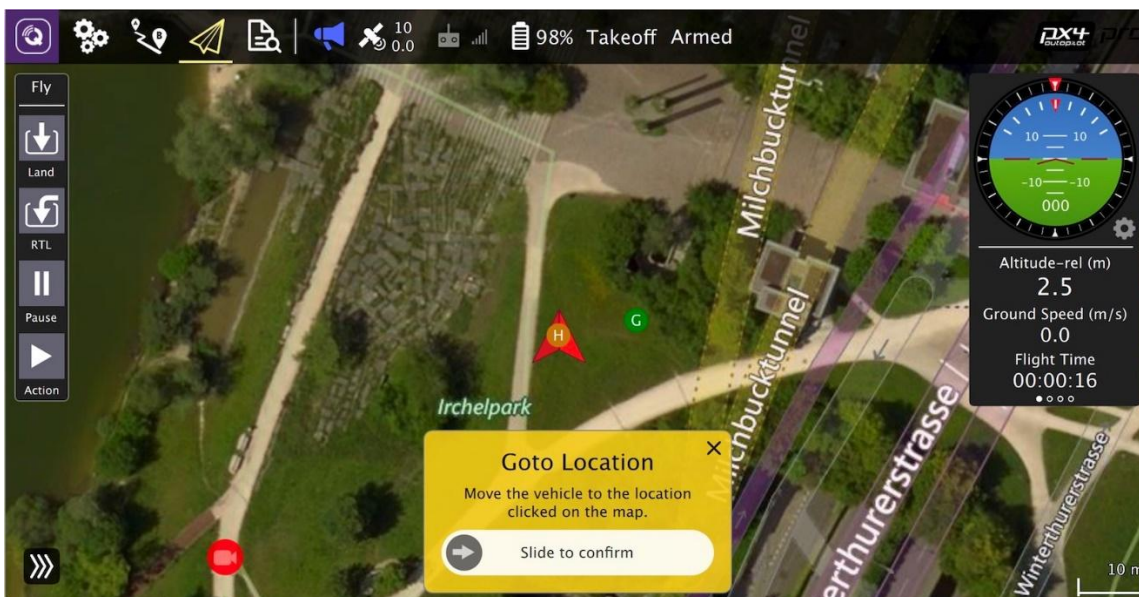 10
0.0
98% Takeoff Armed
px4
autopilot
pro
Fly
Land
RTL
Pause
Action
B
10 10
-10 -10
000
Altitude-rel (m)
2.5
Ground Speed (m/s)
0.0
Flight Time
00:00:16
Milchbucktunnel
Milchbucktunnel
G
H
Irchelpark
Goto Location
Move the vehicle to the location
clicked on the map.
Slide to confirm
Winterthurerstrasse
10 m